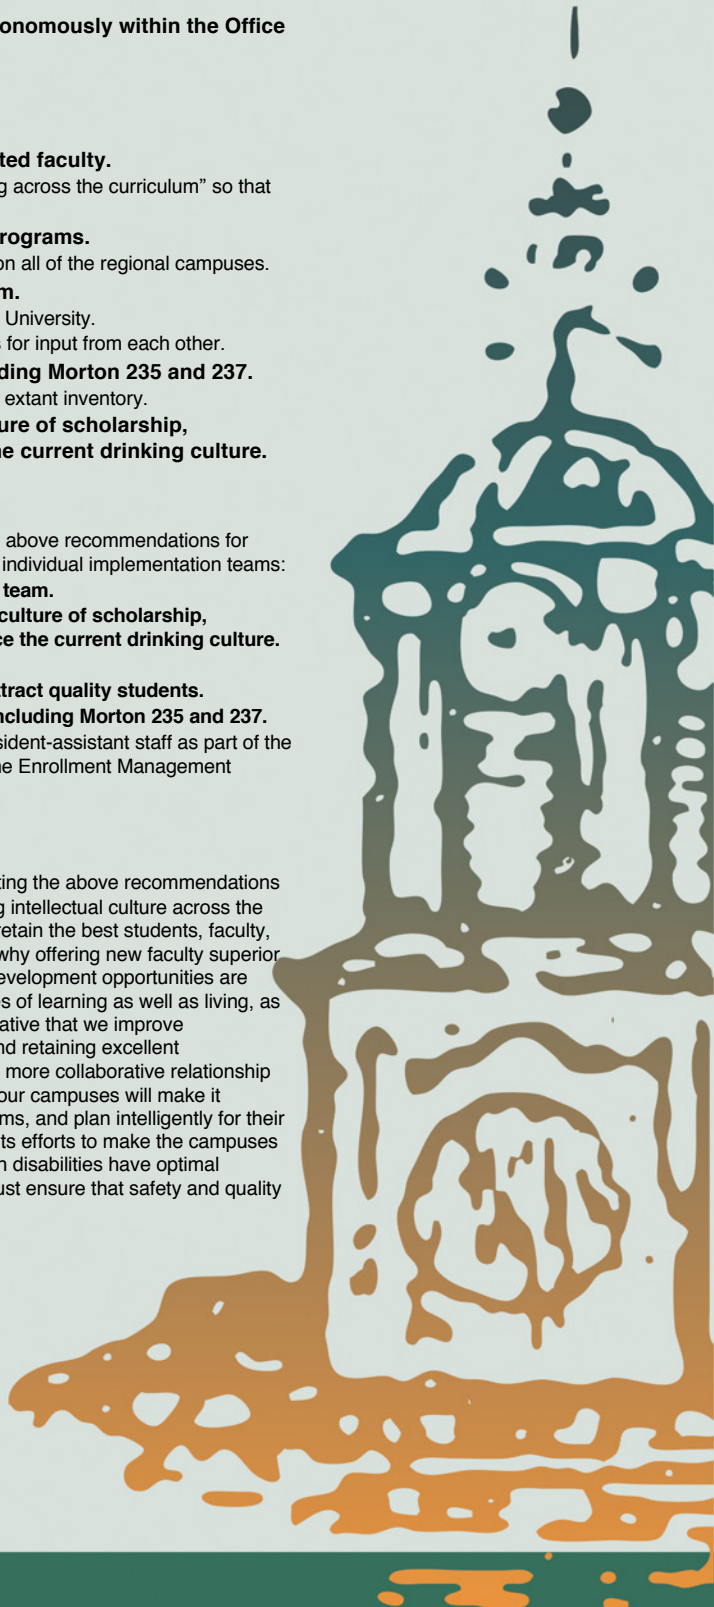 onomously within the Office
ted faculty.
g across the curriculum” so that
rograms.
on all of the regional campuses.
m.
University.
s for input from each other.
ding Morton 235 and 237.
extant inventory.
ure of scholarship,
ne current drinking culture.
above recommendations for
individual implementation teams:
team.
culture of scholarship,
ce the current drinking culture.
ttract quality students.
ncluding Morton 235 and 237.
sident-assistant staff as part of the
ne Enrollment Management
ting the above recommendations
g intellectual culture across the
retain the best students, faculty,
why offering new faculty superior
evelopment opportunities are
es of learning as well as living, as
ative that we improve
nd retaining excellent
more collaborative relationship
our campuses will make it
ms, and plan intelligently for their
ts efforts to make the campuses
h disabilities have optimal
ust ensure that safety and quality